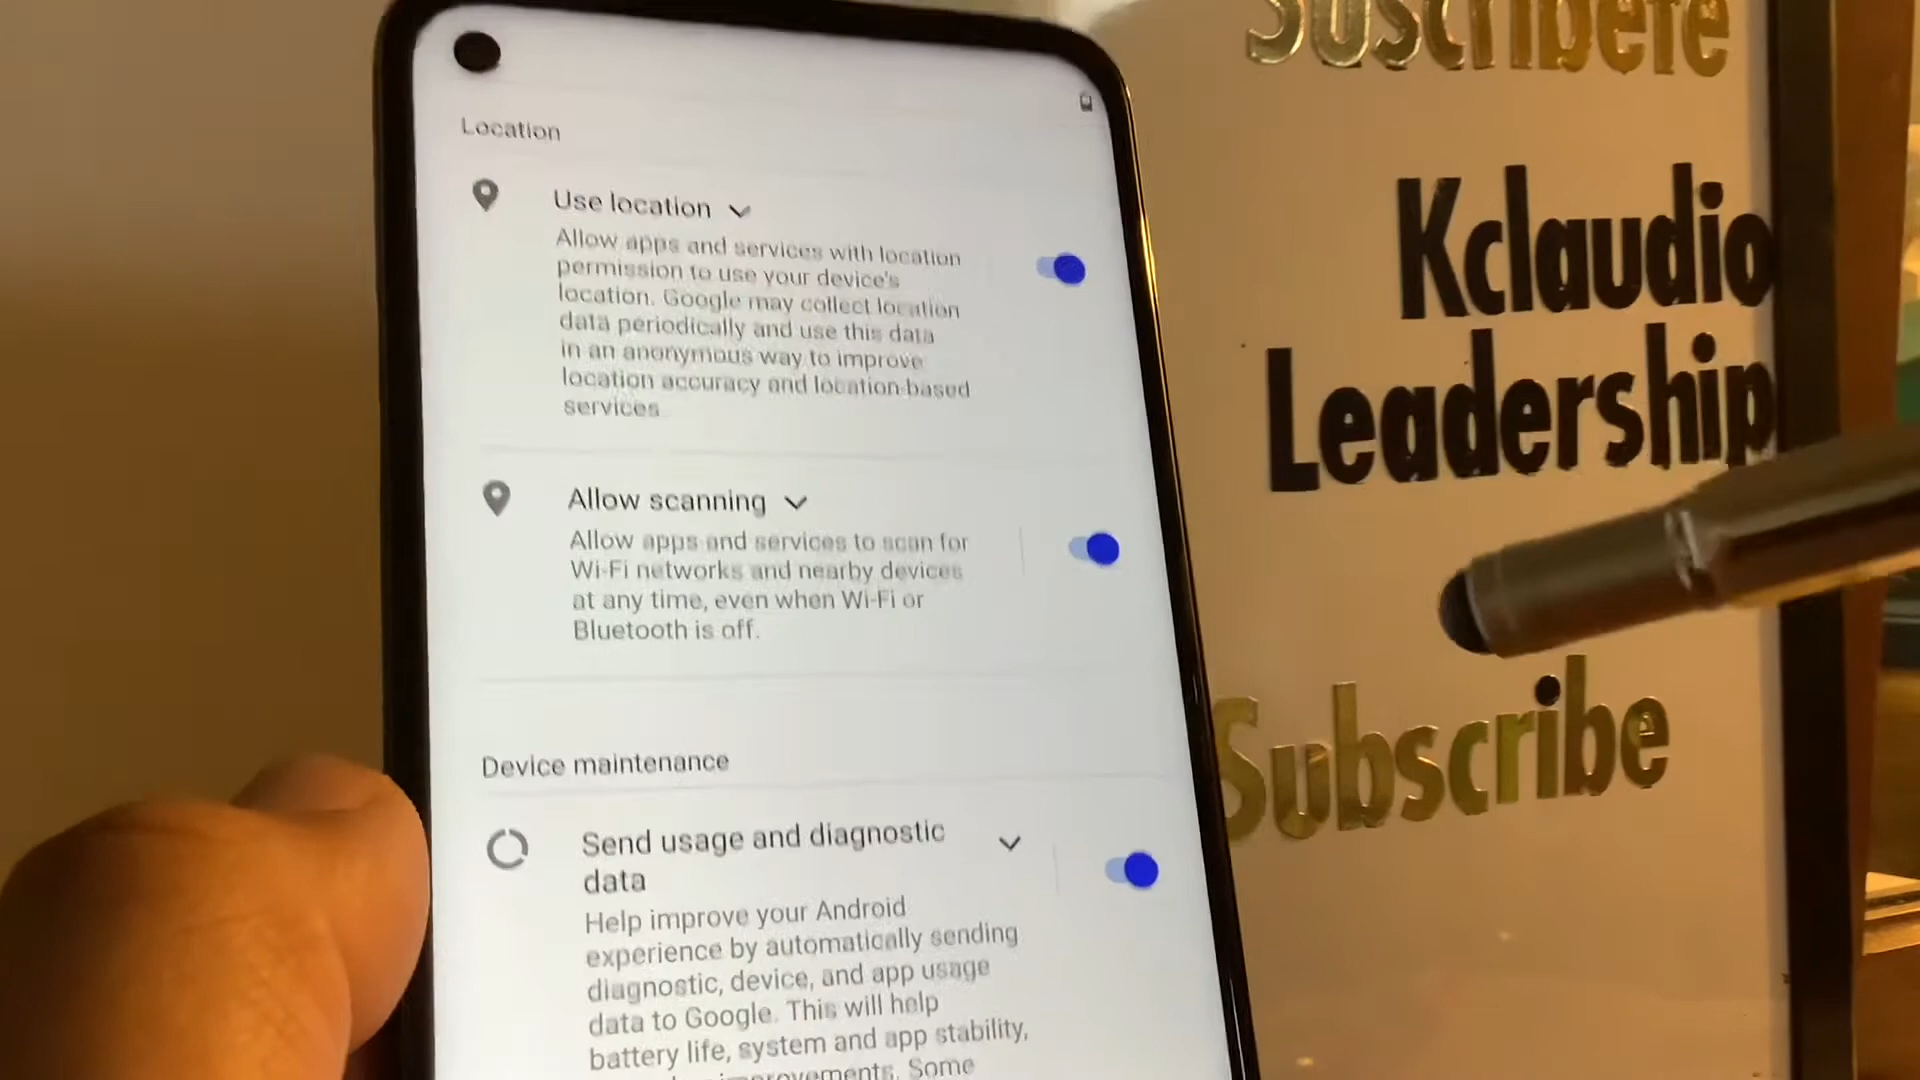 Location
Use location
Allow apps and services with location
permission to use your device's
location. Google may collect location
data periodically and use this data
in an anonymous way to improve
location accuracy and location-based
services
Allow scanning
Allow apps and services to scan for
Wi-Fi networks and nearby devices
at any time, even when Wi-Fi or
Bluetooth is off.
Device maintenance
Send usage and diagnostic
data
Help improve your Android
experience by automatically sending
diagnostic, device, and app usage
data to Google. This will help
battery life, system and app stability,
improvements. Some
Suscribete
Kclaudio
Leadership
Subscribe